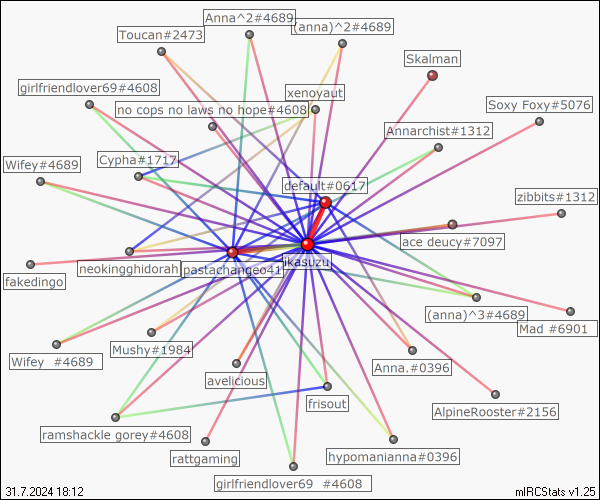 Anna^2#4689
(anna)^2#4689
Toucan#2473
Skalman
girlfriendlover69#4608
xenoyaut
no cops no laws no hope#4608
Soxy Foxy#5076
Annarchist#1312
Wifey#4689
Cypha#1717
default#0617
zibbits#1312
ace deucy#7097
ikasuzu
fakedingo
neokingghidorah
pastachangeo41
(anna)^3#4689
Mad #6901
Wifey #4689
Mushy#1984
Anna.#0396
avelicious
frisout
AlpineRooster#2156
ramshackle gorey#4608
rattgaming
hypomanianna#0396
girlfriendlover69 #4608
31.7.2024 18:12
mIRCStats v1.25